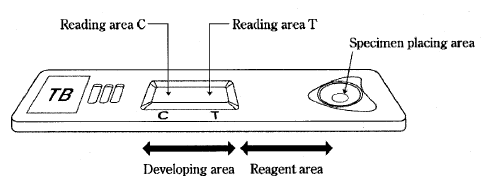 Reading area C
Reading area T
Specimen placing area
TB
C
T
Developing area
Reagent area